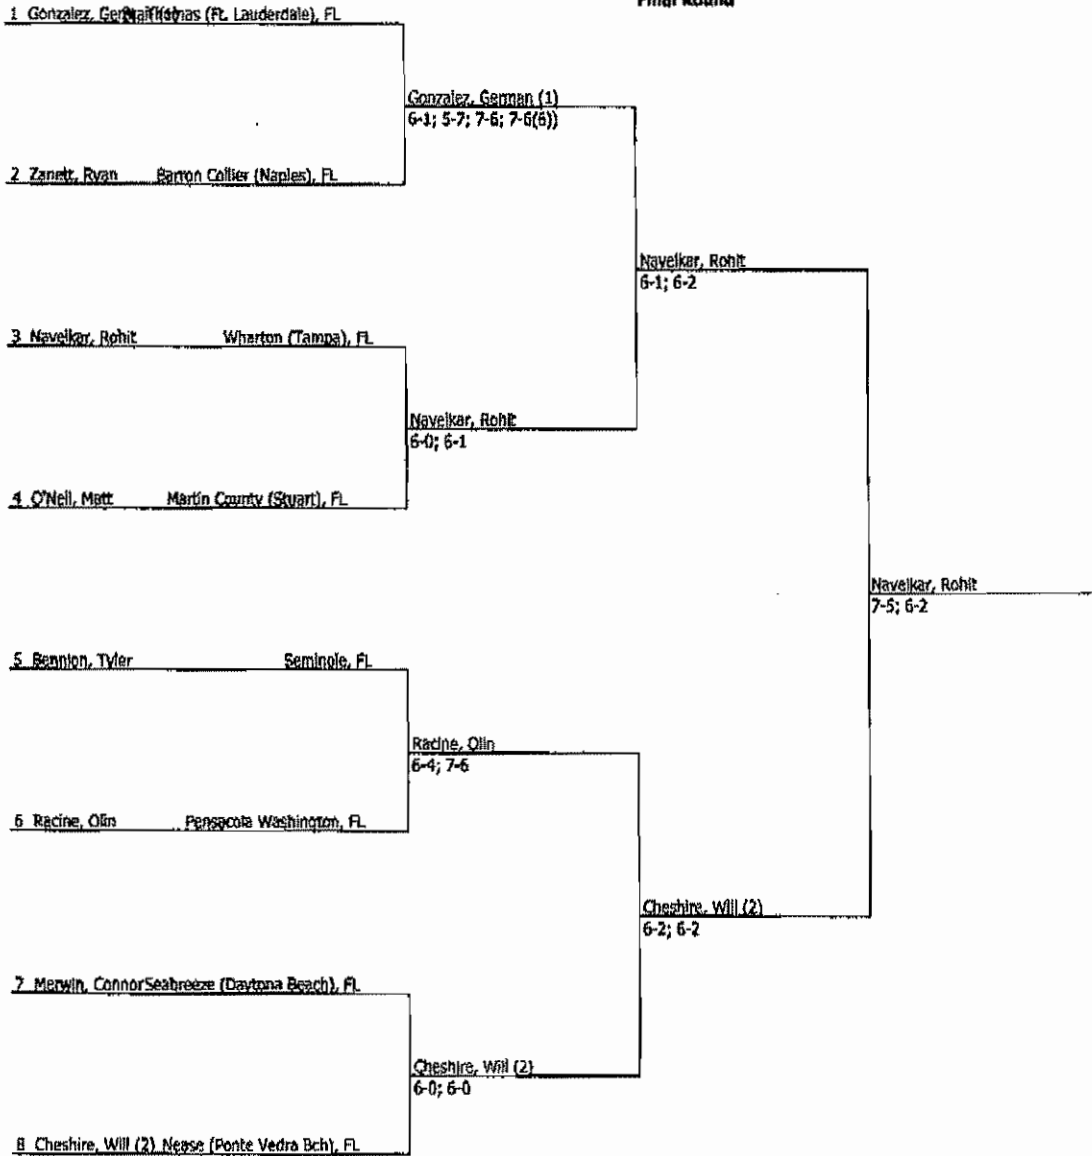 Final Round
1 Gonzalez, (Ft. Lauderdale), FL
Gonzalez, German (1)
6-1; 5-7; 7-6; 7-6(6))
2 Zanett, Ryan Barron Collier (Naples), FL
Navelkar, Rohit
6-1; 6-2
3 Navelkar, Rohit Wharton (Tampa), FL
Navelkar, Rohit
6-0; 6-1
4 O'Neil, Matt Martin County (Stuart), FL
Navelkar, Rohit
7-5; 6-2
5 Bennion, Tyler Seminole, FL
Racine, Olin
6-4; 7-6
6 Racine, Olin Pensacola Washington, FL
Cheshire, Will (2)
6-2; 6-2
7 Merwin, Connor Seabreeze (Daytona Beach), FL
Cheshire, Will (2)
6-0; 6-0
8 Cheshire, Will (2) Nease (Ponte Vedra Bch), FL